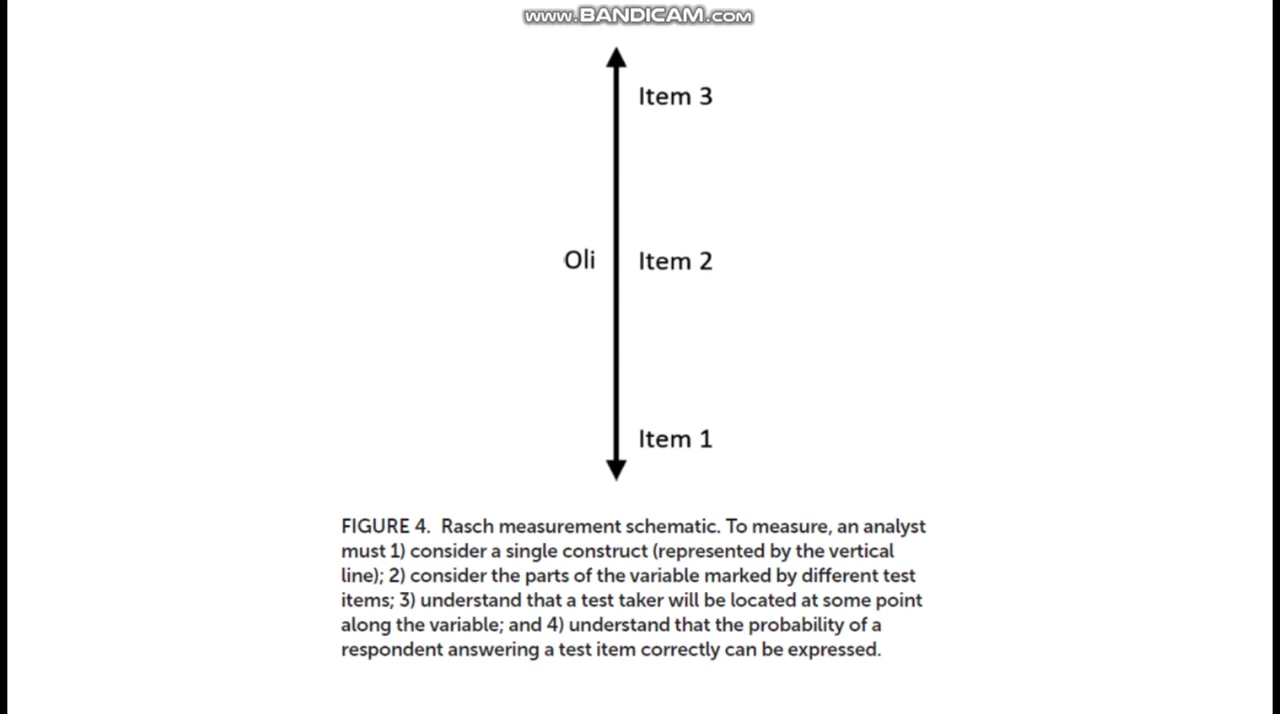 www.BANDICAM.com
Item 3
Oli
Item 2
Item 1
FIGURE 4. Rasch measurement schematic. To measure, an analyst
must 1) consider a single construct (represented by the vertical
line); 2) consider the parts of the variable marked by different test
items; 3) understand that a test taker will be located at some point
along the variable; and 4) understand that the probability of a
respondent answering a test item correctly can be expressed.